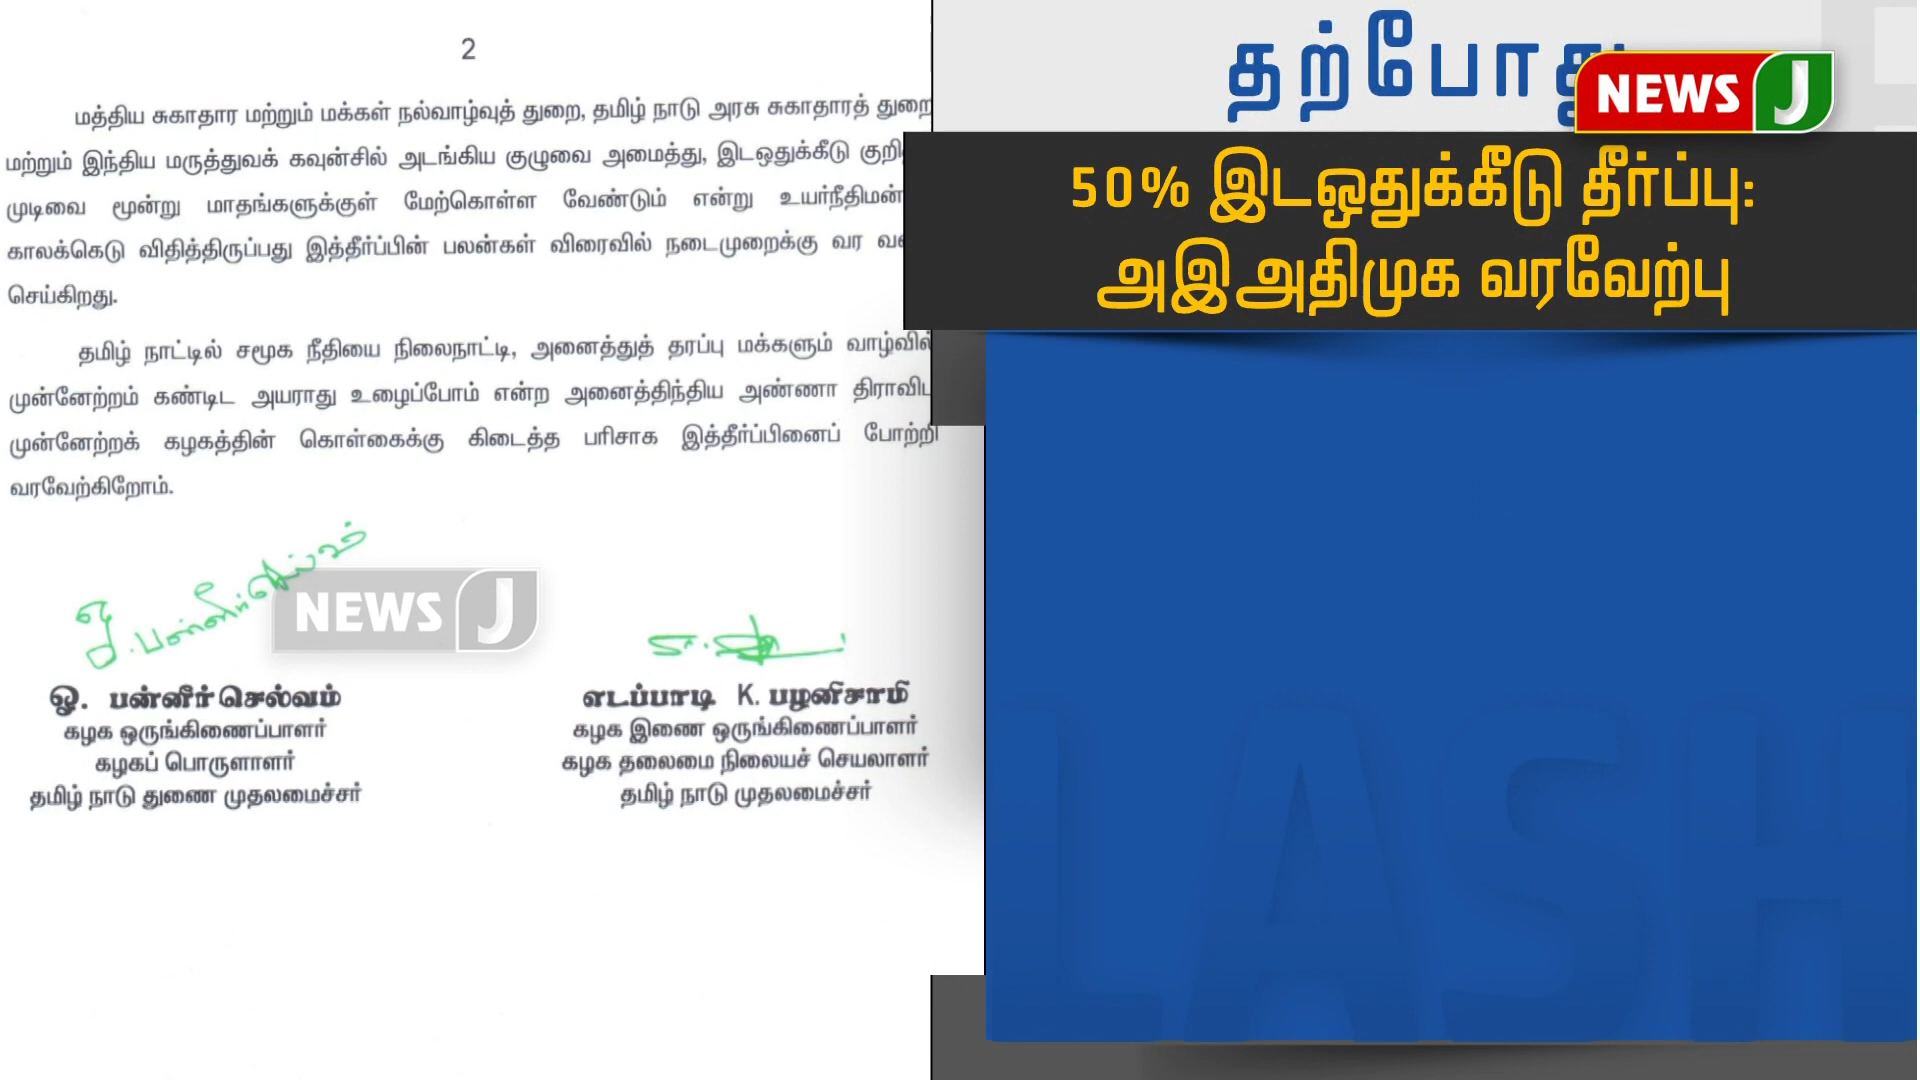 2
மத்திய சுகாதார மற்றும் மக்கள் நல்வாழ்வுத் துறை, தமிழ் நாடு அரசு சுகாதாரத் துறை
மற்றும் இந்திய மருத்துவக் கவுன்சில் அடங்கிய குழுவை அமைத்து, இடஒதுக்கீடு
முடிவை மூன்று மாதங்களுக்குள் மேற்கொள்ள வேண்டும் என்று
காலக்கெடு விதித்திருப்பது இத்தீர்ப்பின் பலன்கள் விரைவில் நடைமுறைக்கு வர
செய்கிறது.
தமிழ் நாட்டில் சமூக நீதியை நிலைநாட்டி, அனைத்துத் தரப்பு மக்களும் வாழ்வில்
முன்னேற்றம் கண்டிட அயராது உழைப்போம் என்ற அனைத்திந்திய அண்ணா திராவிட
முன்னேற்றக் கழகத்தின் கொள்கைக்கு கிடைத்த பரிசாக இத்தீர்ப்பினைப் போற்றி
வரவேற்கிறோம்.
ஓ. பன்னீர்செல்வம்
NEWS J
ஓ. பன்னீர்செல்வம்
கழக ஒருங்கிணைப்பாளர்
கழகப் பொருளாளர்
தமிழ் நாடு துணை முதலமைச்சர்
எடப்பாடி K. பழனிசாமி
கழக இணை ஒருங்கிணைப்பாளர்
கழக தலைமை நிலையச் செயலாளர்
தமிழ் நாடு முதலமைச்சர்
தற்போது
NEWS J
50% இடஒதுக்கீடு தீர்ப்பு:
அஇஅதிமுக வரவேற்பு
LASH